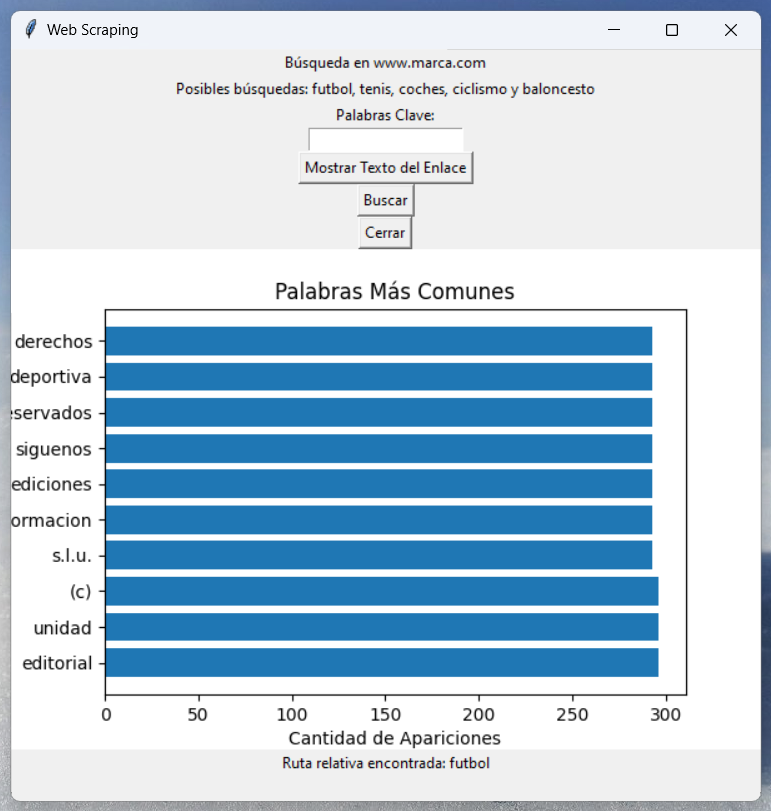 Web Scraping
Búsqueda en www.marca.com
Posibles búsquedas: futbol, tenis, coches, ciclismo y baloncesto
Palabras Clave:
Mostrar Texto del Enlace
Buscar
Cerrar
Palabras Más Comunes
derechos
deportiva
eservados
siguenos
ediciones
ormacion
s.l.u.
(c)
unidad
editorial
0 50 100 150 200 250 300
Cantidad de Apariciones
Ruta relativa encontrada: futbol